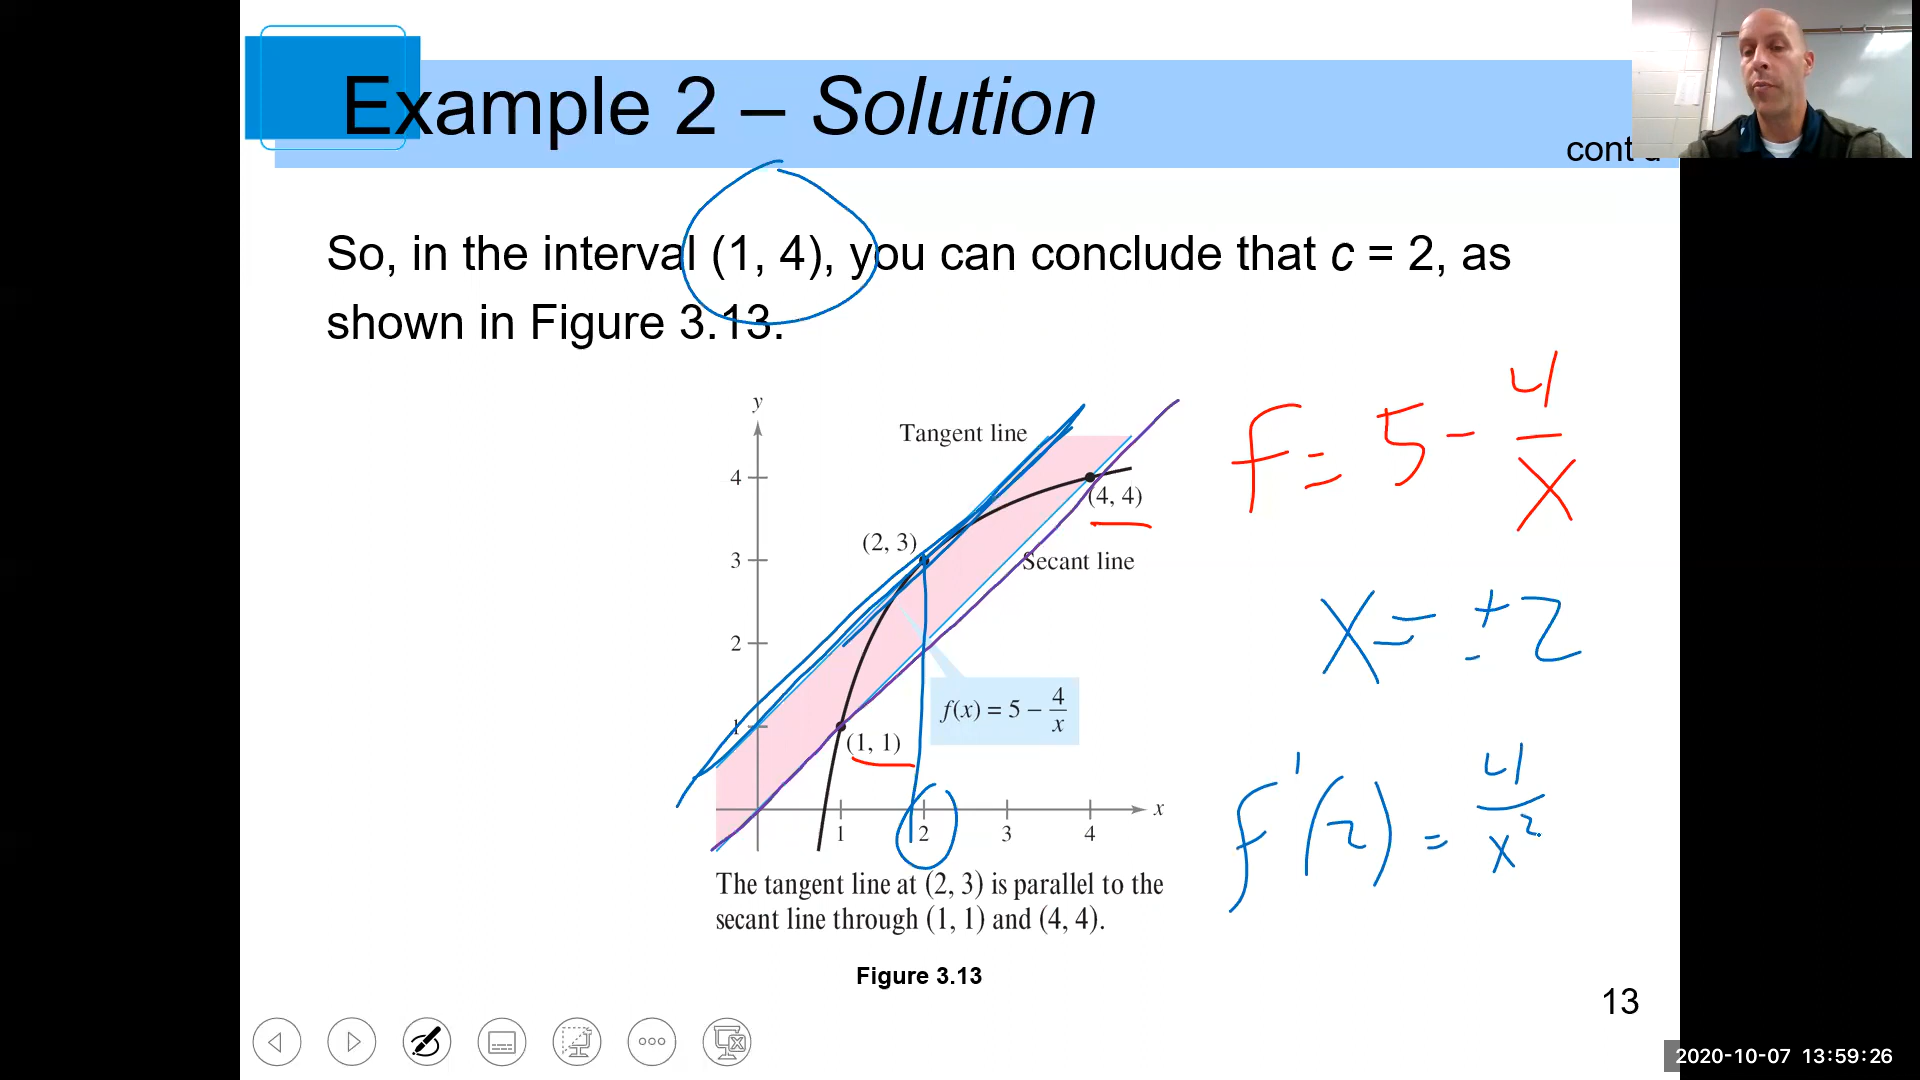 Example 2 – Solution
So, in the interval (1, 4), you can conclude that c = 2, as
shown in Figure 3.13.
y
Tangent line
4
(4, 4)
(2, 3)
3
Secant line
2
f(x) = 5 − 4/x
1
(1, 1)
x
1 2 3 4
The tangent line at (2, 3) is parallel to the
secant line through (1, 1) and (4, 4).
Figure 3.13
f = 5 - 4/x
x = ±2
f'(2) = 4/x²
13
2020-10-07 13:59:26